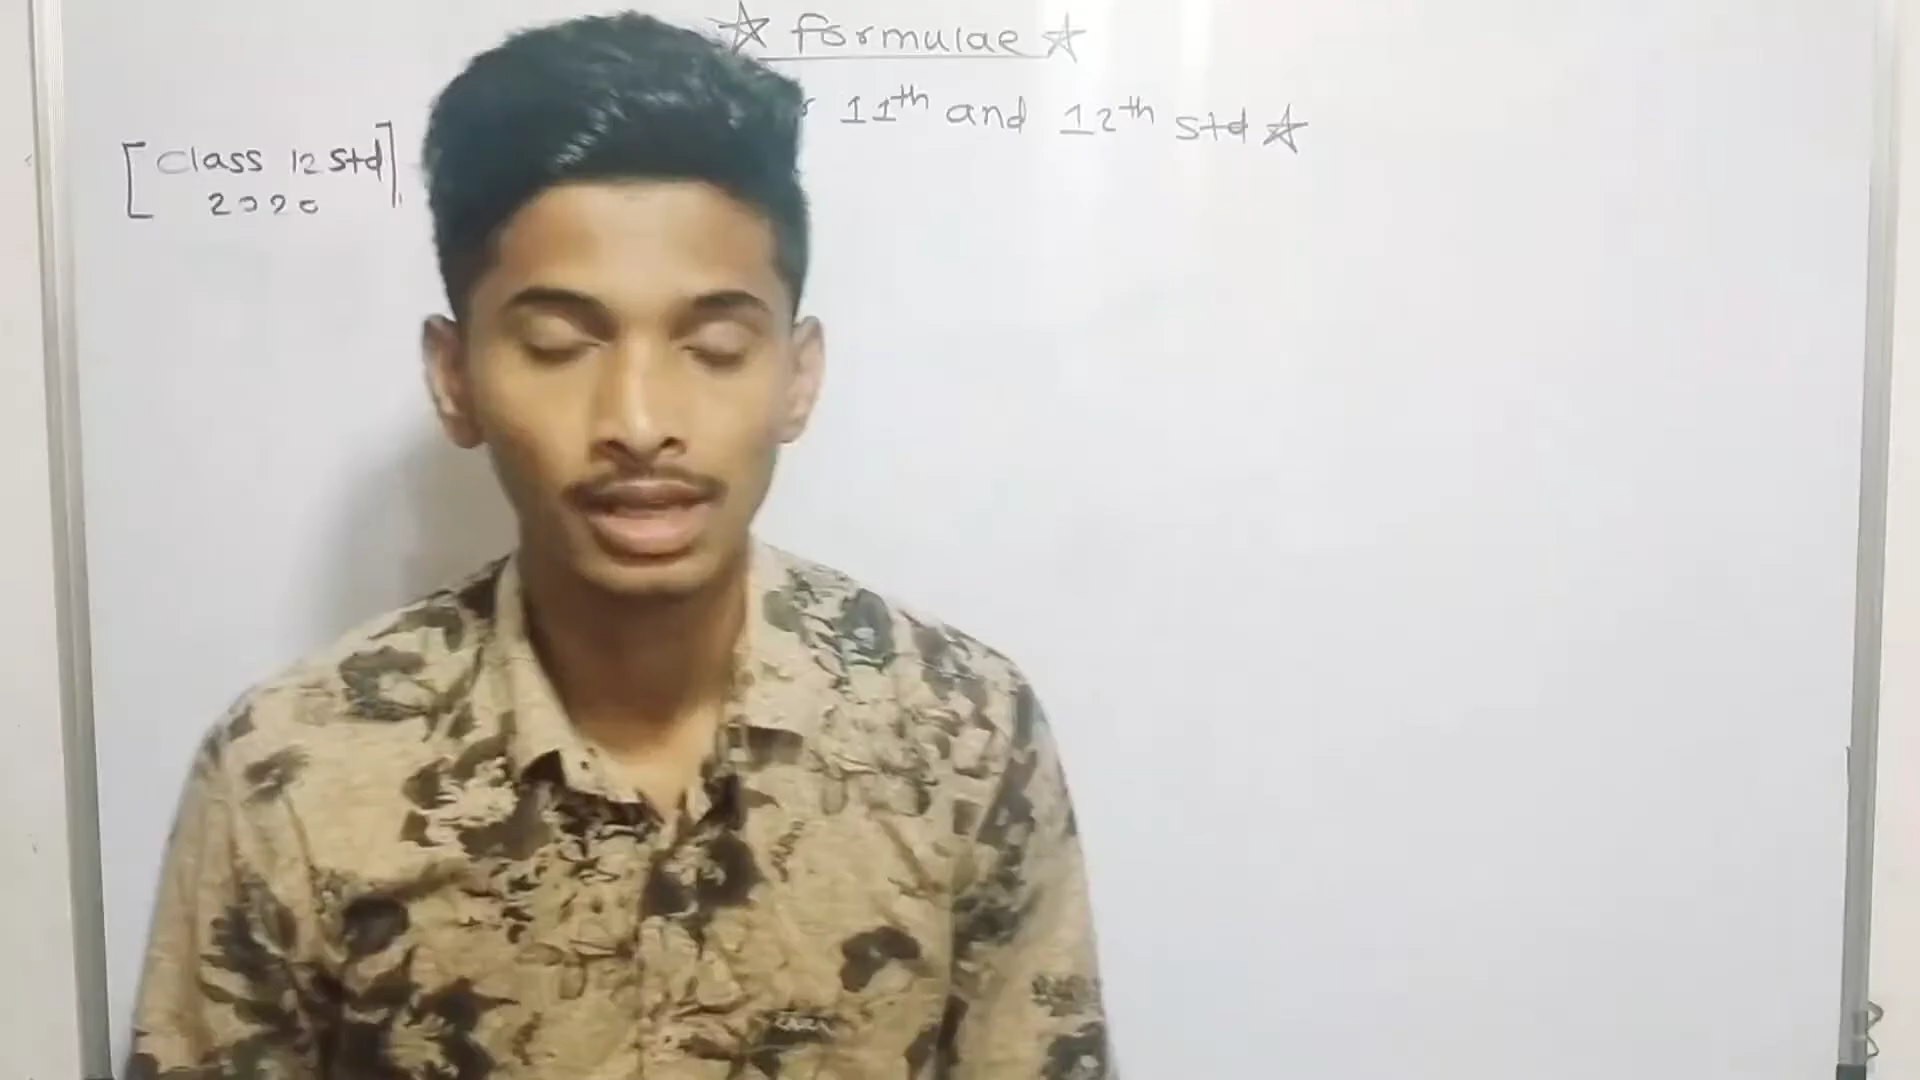 ☆ Formulae ☆
11th and 12th std ☆
[class 12 std]
2020